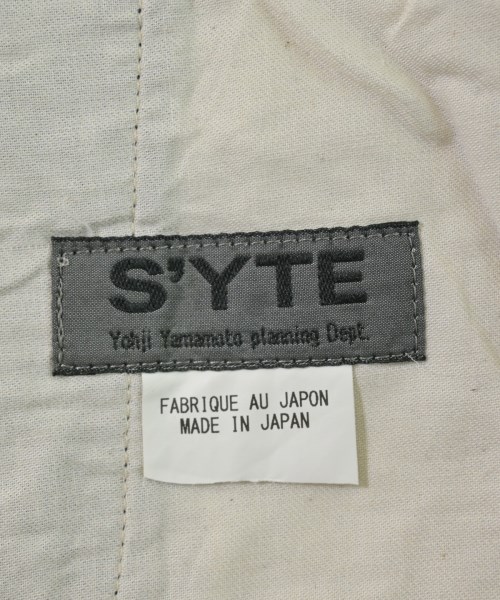 S'YTE
Yohji Yamamoto planning Dept.
FABRIQUE AU JAPON
MADE IN JAPAN